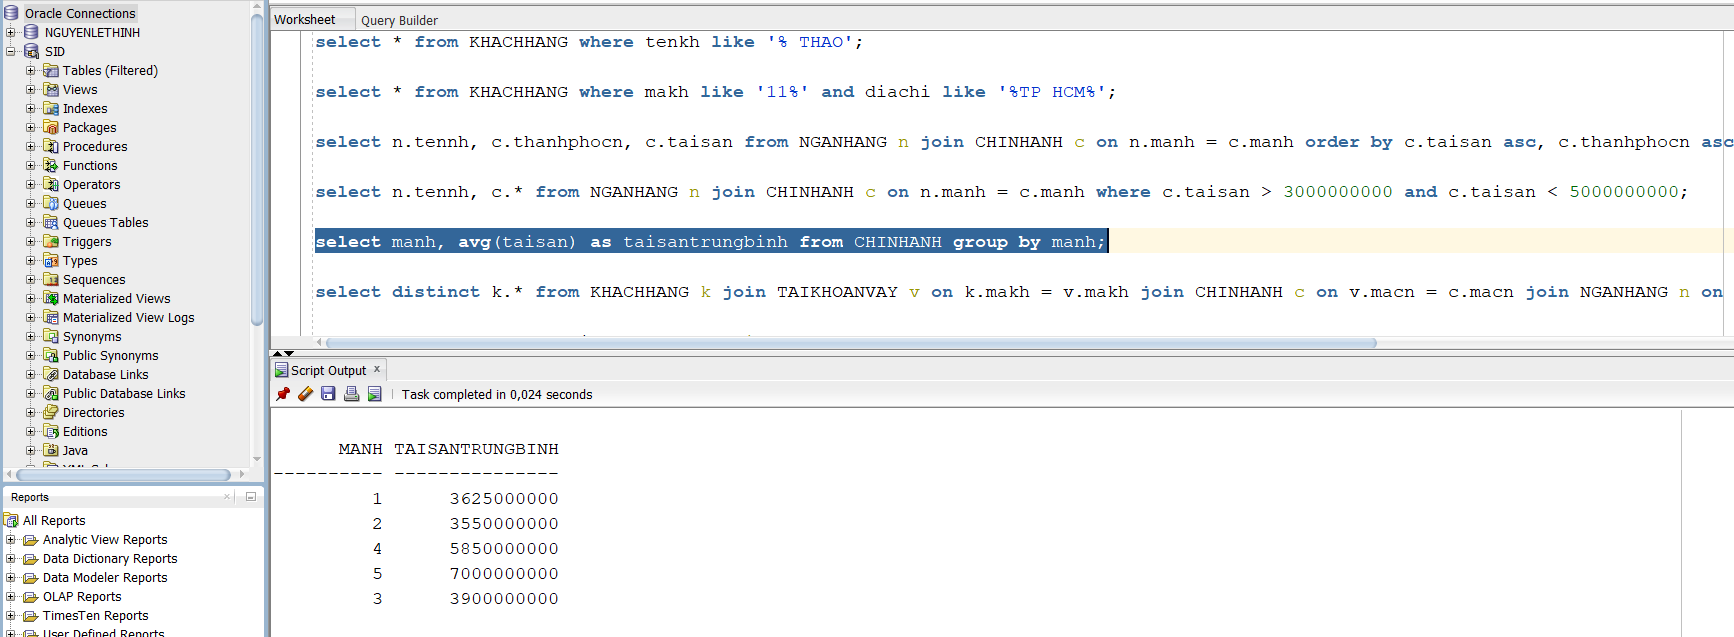 Oracle Connections
NGUYENLETHINH
SID
Tables (Filtered)
Views
Indexes
Packages
Procedures
Functions
Operators
Queues
Queues Tables
Triggers
Types
Sequences
Materialized Views
Materialized View Logs
Synonyms
Public Synonyms
Database Links
Public Database Links
Directories
Editions
Java
Reports
All Reports
Analytic View Reports
Data Dictionary Reports
Data Modeler Reports
OLAP Reports
TimesTen Reports
User Defined Reports
Worksheet Query Builder
select * from KHACHHANG where tenkh like '% THAO';
select * from KHACHHANG where makh like '11%' and diachi like '%TP HCM%';
select n.tennh, c.thanhphocn, c.taisan from NGANHANG n join CHINHANH c on n.manh = c.manh order by c.taisan asc, c.thanhphocn asc
select n.tennh, c.* from NGANHANG n join CHINHANH c on n.manh = c.manh where c.taisan > 3000000000 and c.taisan < 5000000000;
select manh, avg(taisan) as taisantrungbinh from CHINHANH group by manh;
select distinct k.* from KHACHHANG k join TAIKHOANVAY v on k.makh = v.makh join CHINHANH c on v.macn = c.macn join NGANHANG n on
Script Output x
Task completed in 0,024 seconds
MANH TAISANTRUNGBINH
---------- ---------------
1 3625000000
2 3550000000
4 5850000000
5 7000000000
3 3900000000